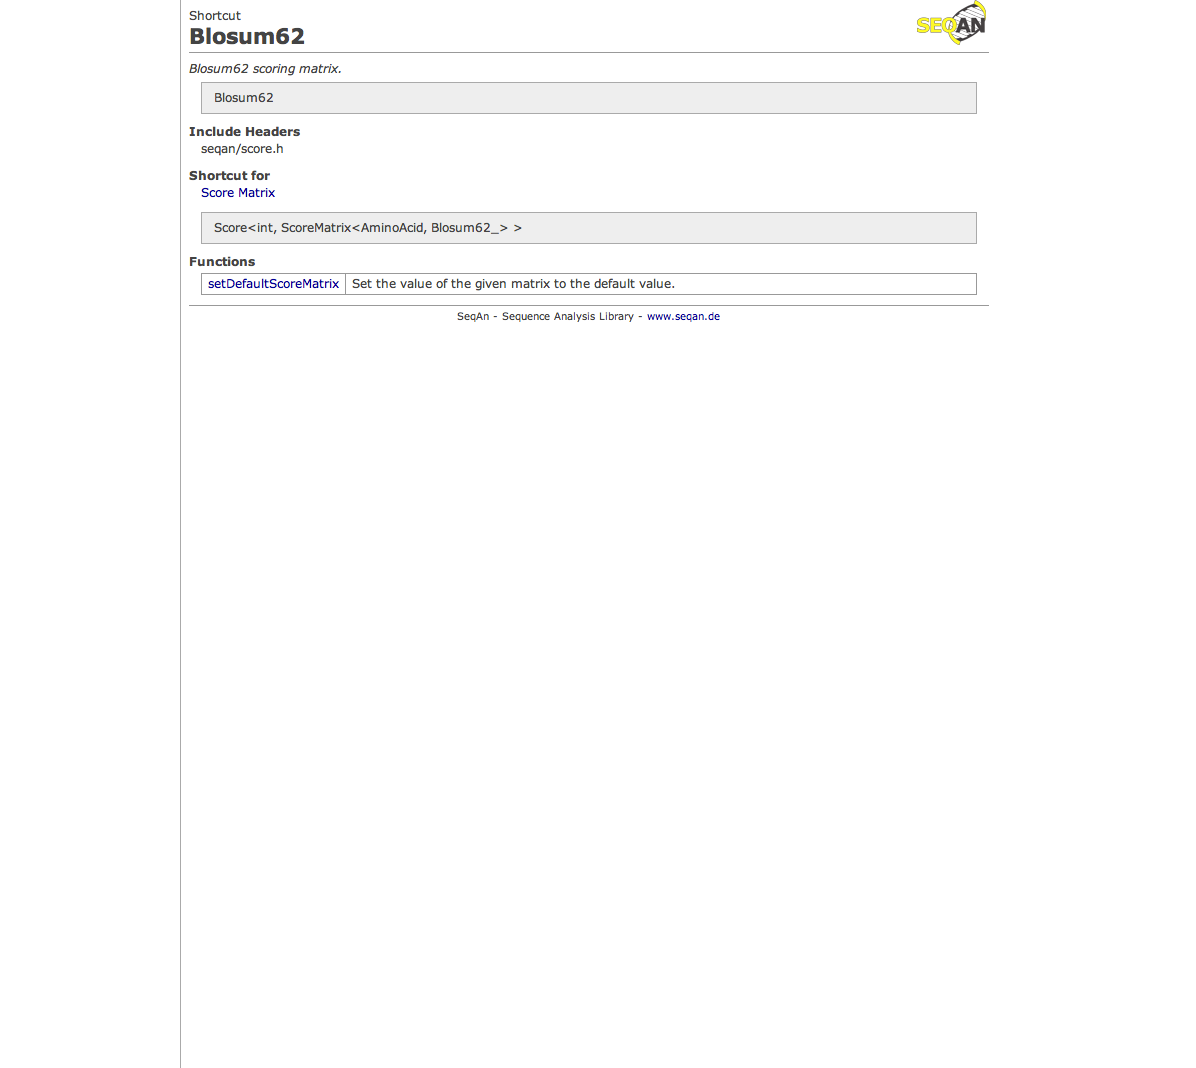 Shortcut
Blosum62
SEQAN
Blosum62 scoring matrix.
Blosum62
Include Headers
seqan/score.h
Shortcut for
Score Matrix
Score<int, ScoreMatrix<AminoAcid, Blosum62_> >
Functions
setDefaultScoreMatrix Set the value of the given matrix to the default value.
SeqAn - Sequence Analysis Library - www.seqan.de